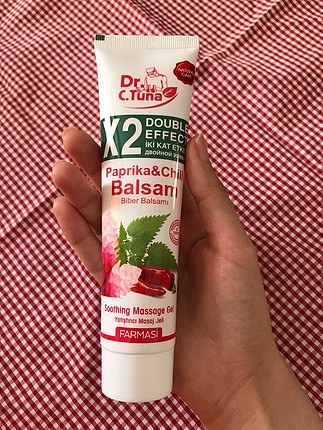 Dr.
C.Tuna
X2
DOUBLE
EFFECT
İKİ KAT ETKİ
ДВОЙНОЙ
Paprika&Chili
Balsam
Biber Balsamı
Soothing Massage Gel
Yatıştırıcı Masaj Jeli
FARMASİ